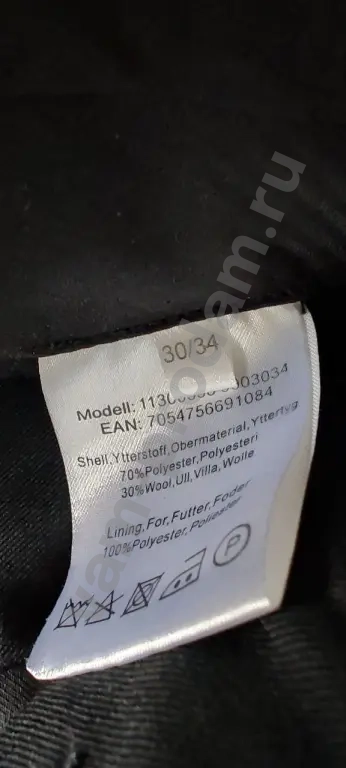 30/34
Modell:
EAN: 7054756691084
Shell,Ytterstoff,Obermaterial,Yttertyg
70%Polyester,Polyesteri
30%Wool,Ull,Villa,Wolle
Lining,For,Futter,Foder
100%Polyester,Poliester
P